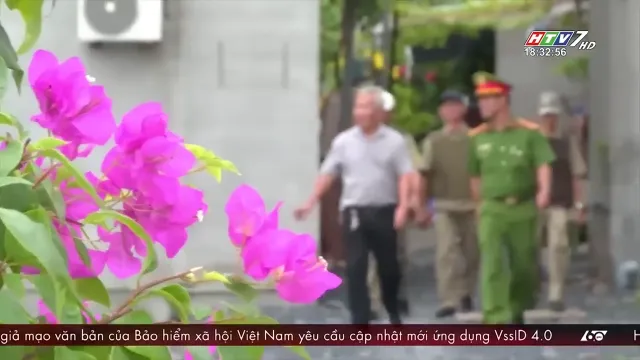 HTV7 HD
18:32:56
giả mạo văn bản của Bảo hiểm xã hội Việt Nam yêu cầu cập nhật mới ứng dụng VssID 4.0